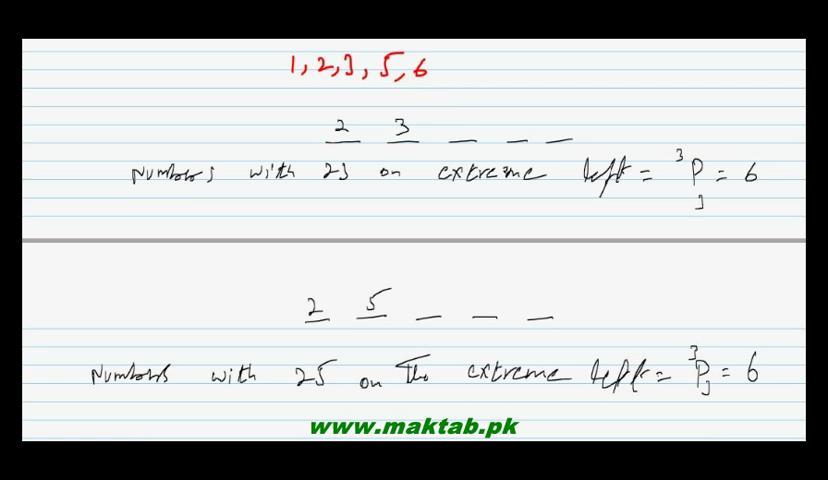 1, 2, 3, 5, 6
2 3 _ _ _
Numbers with 23 on extreme left = ³P₃ = 6
2 5 _ _ _
Numbers with 25 on the extreme left = ³P₃ = 6
www.maktab.pk